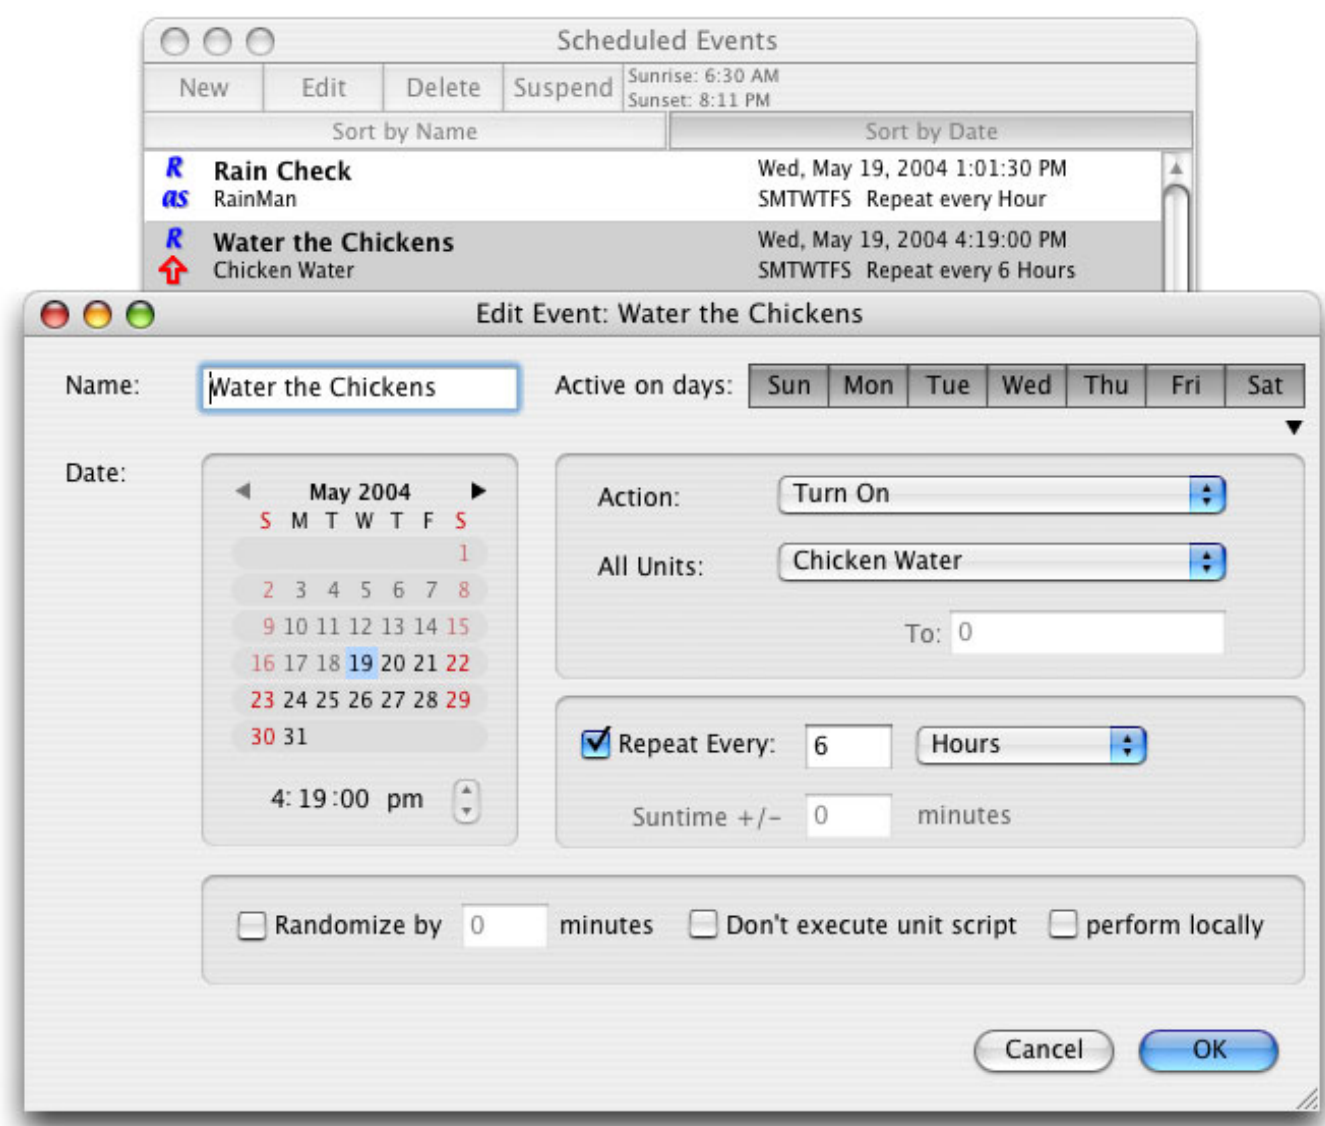 Scheduled Events
New Edit Delete Suspend Sunrise: 6:30 AM
Sunset: 8:11 PM
Sort by Name Sort by Date
R Rain Check Wed, May 19, 2004 1:01:30 PM
as RainMan SMTWTFS Repeat every Hour
R Water the Chickens Wed, May 19, 2004 4:19:00 PM
Chicken Water SMTWTFS Repeat every 6 Hours
Edit Event: Water the Chickens
Name: Water the Chickens Active on days: Sun Mon Tue Wed Thu Fri Sat
Date:
May 2004
S M T W T F S
1
2 3 4 5 6 7 8
9 10 11 12 13 14 15
16 17 18 19 20 21 22
23 24 25 26 27 28 29
30 31
4:19:00 pm
Action: Turn On
All Units: Chicken Water
To: 0
Repeat Every: 6 Hours
Suntime +/- 0 minutes
Randomize by 0 minutes Don't execute unit script perform locally
Cancel OK